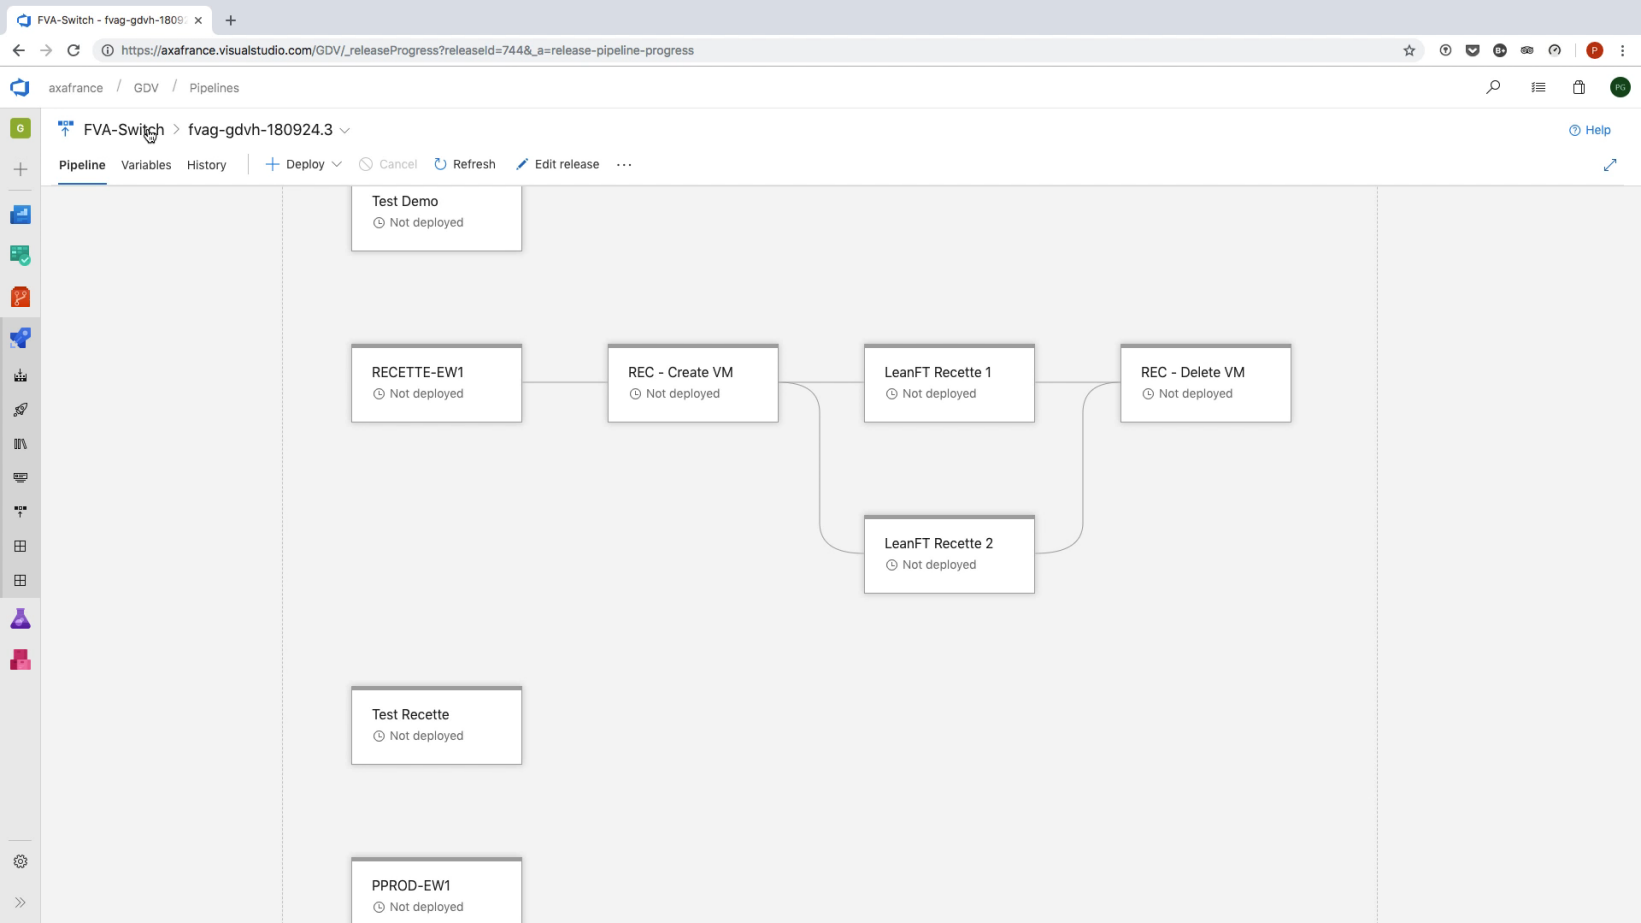 FVA-Switch - fvag-gdvh-1809
https://axafrance.visualstudio.com/GDV/_releaseProgress?releaseId=744&_a=release-pipeline-progress
B+
P
axafrance / GDV / Pipelines
PG
G
FVA-Switch > fvag-gdvh-180924.3
Help
Pipeline Variables History Deploy Cancel Refresh Edit release ...
Test Demo
Not deployed
RECETTE-EW1
Not deployed
REC - Create VM
Not deployed
LeanFT Recette 1
Not deployed
REC - Delete VM
Not deployed
LeanFT Recette 2
Not deployed
Test Recette
Not deployed
PPROD-EW1
Not deployed